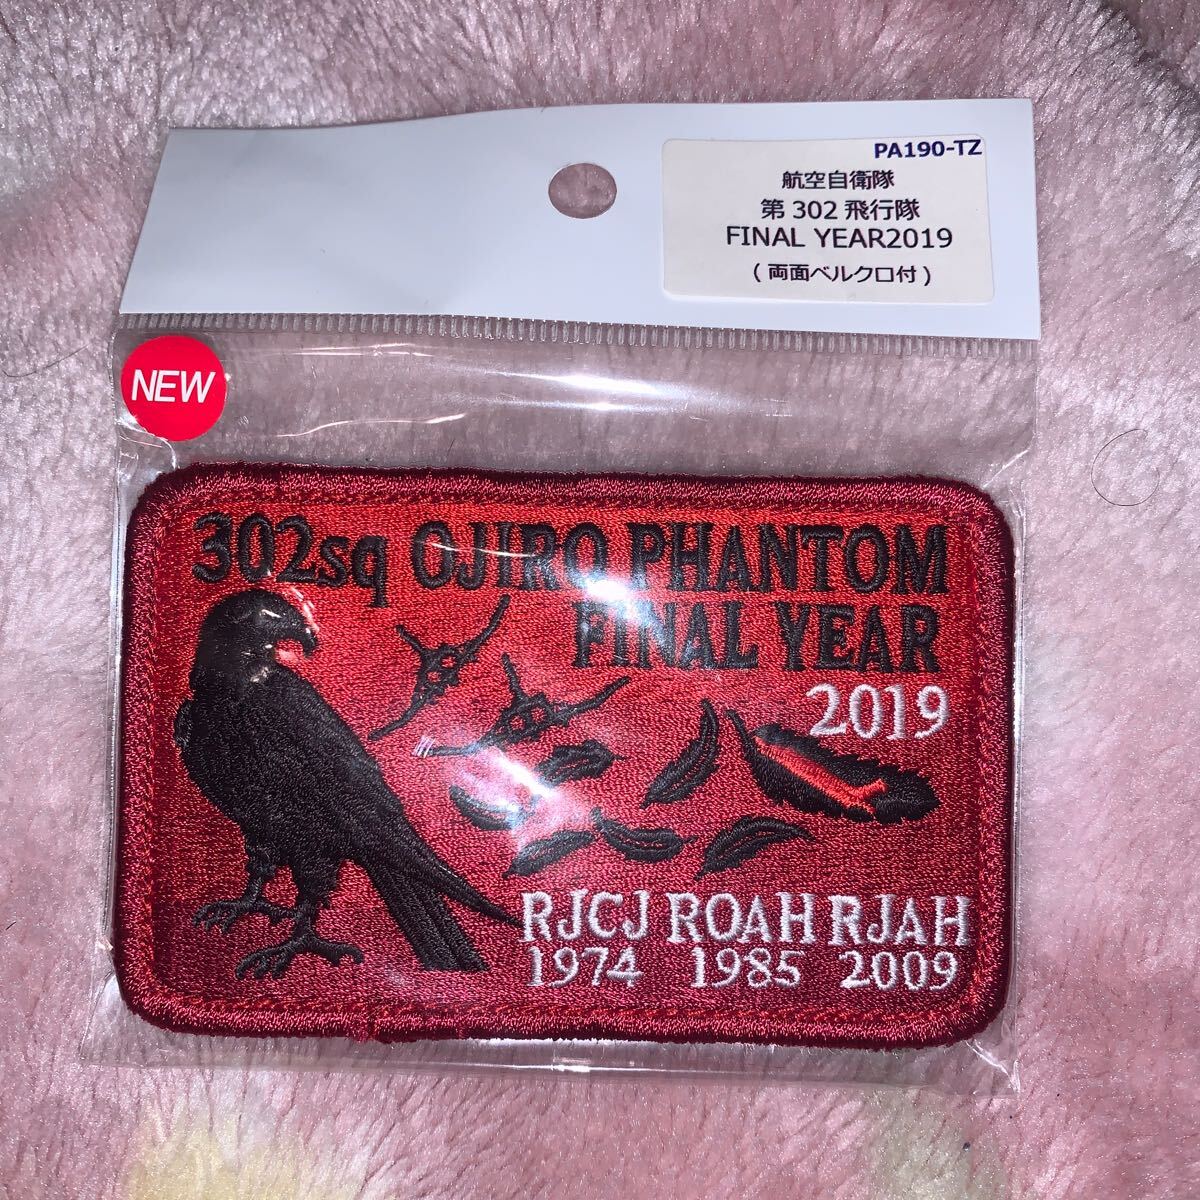 PA190-TZ
航空自衛隊
第302飛行隊
FINAL YEAR2019
(両面ベルクロ付)
NEW
302sq OJIRO PHANTOM
FINAL YEAR
2019
RJCJ ROAH RJAH
1974 1985 2009